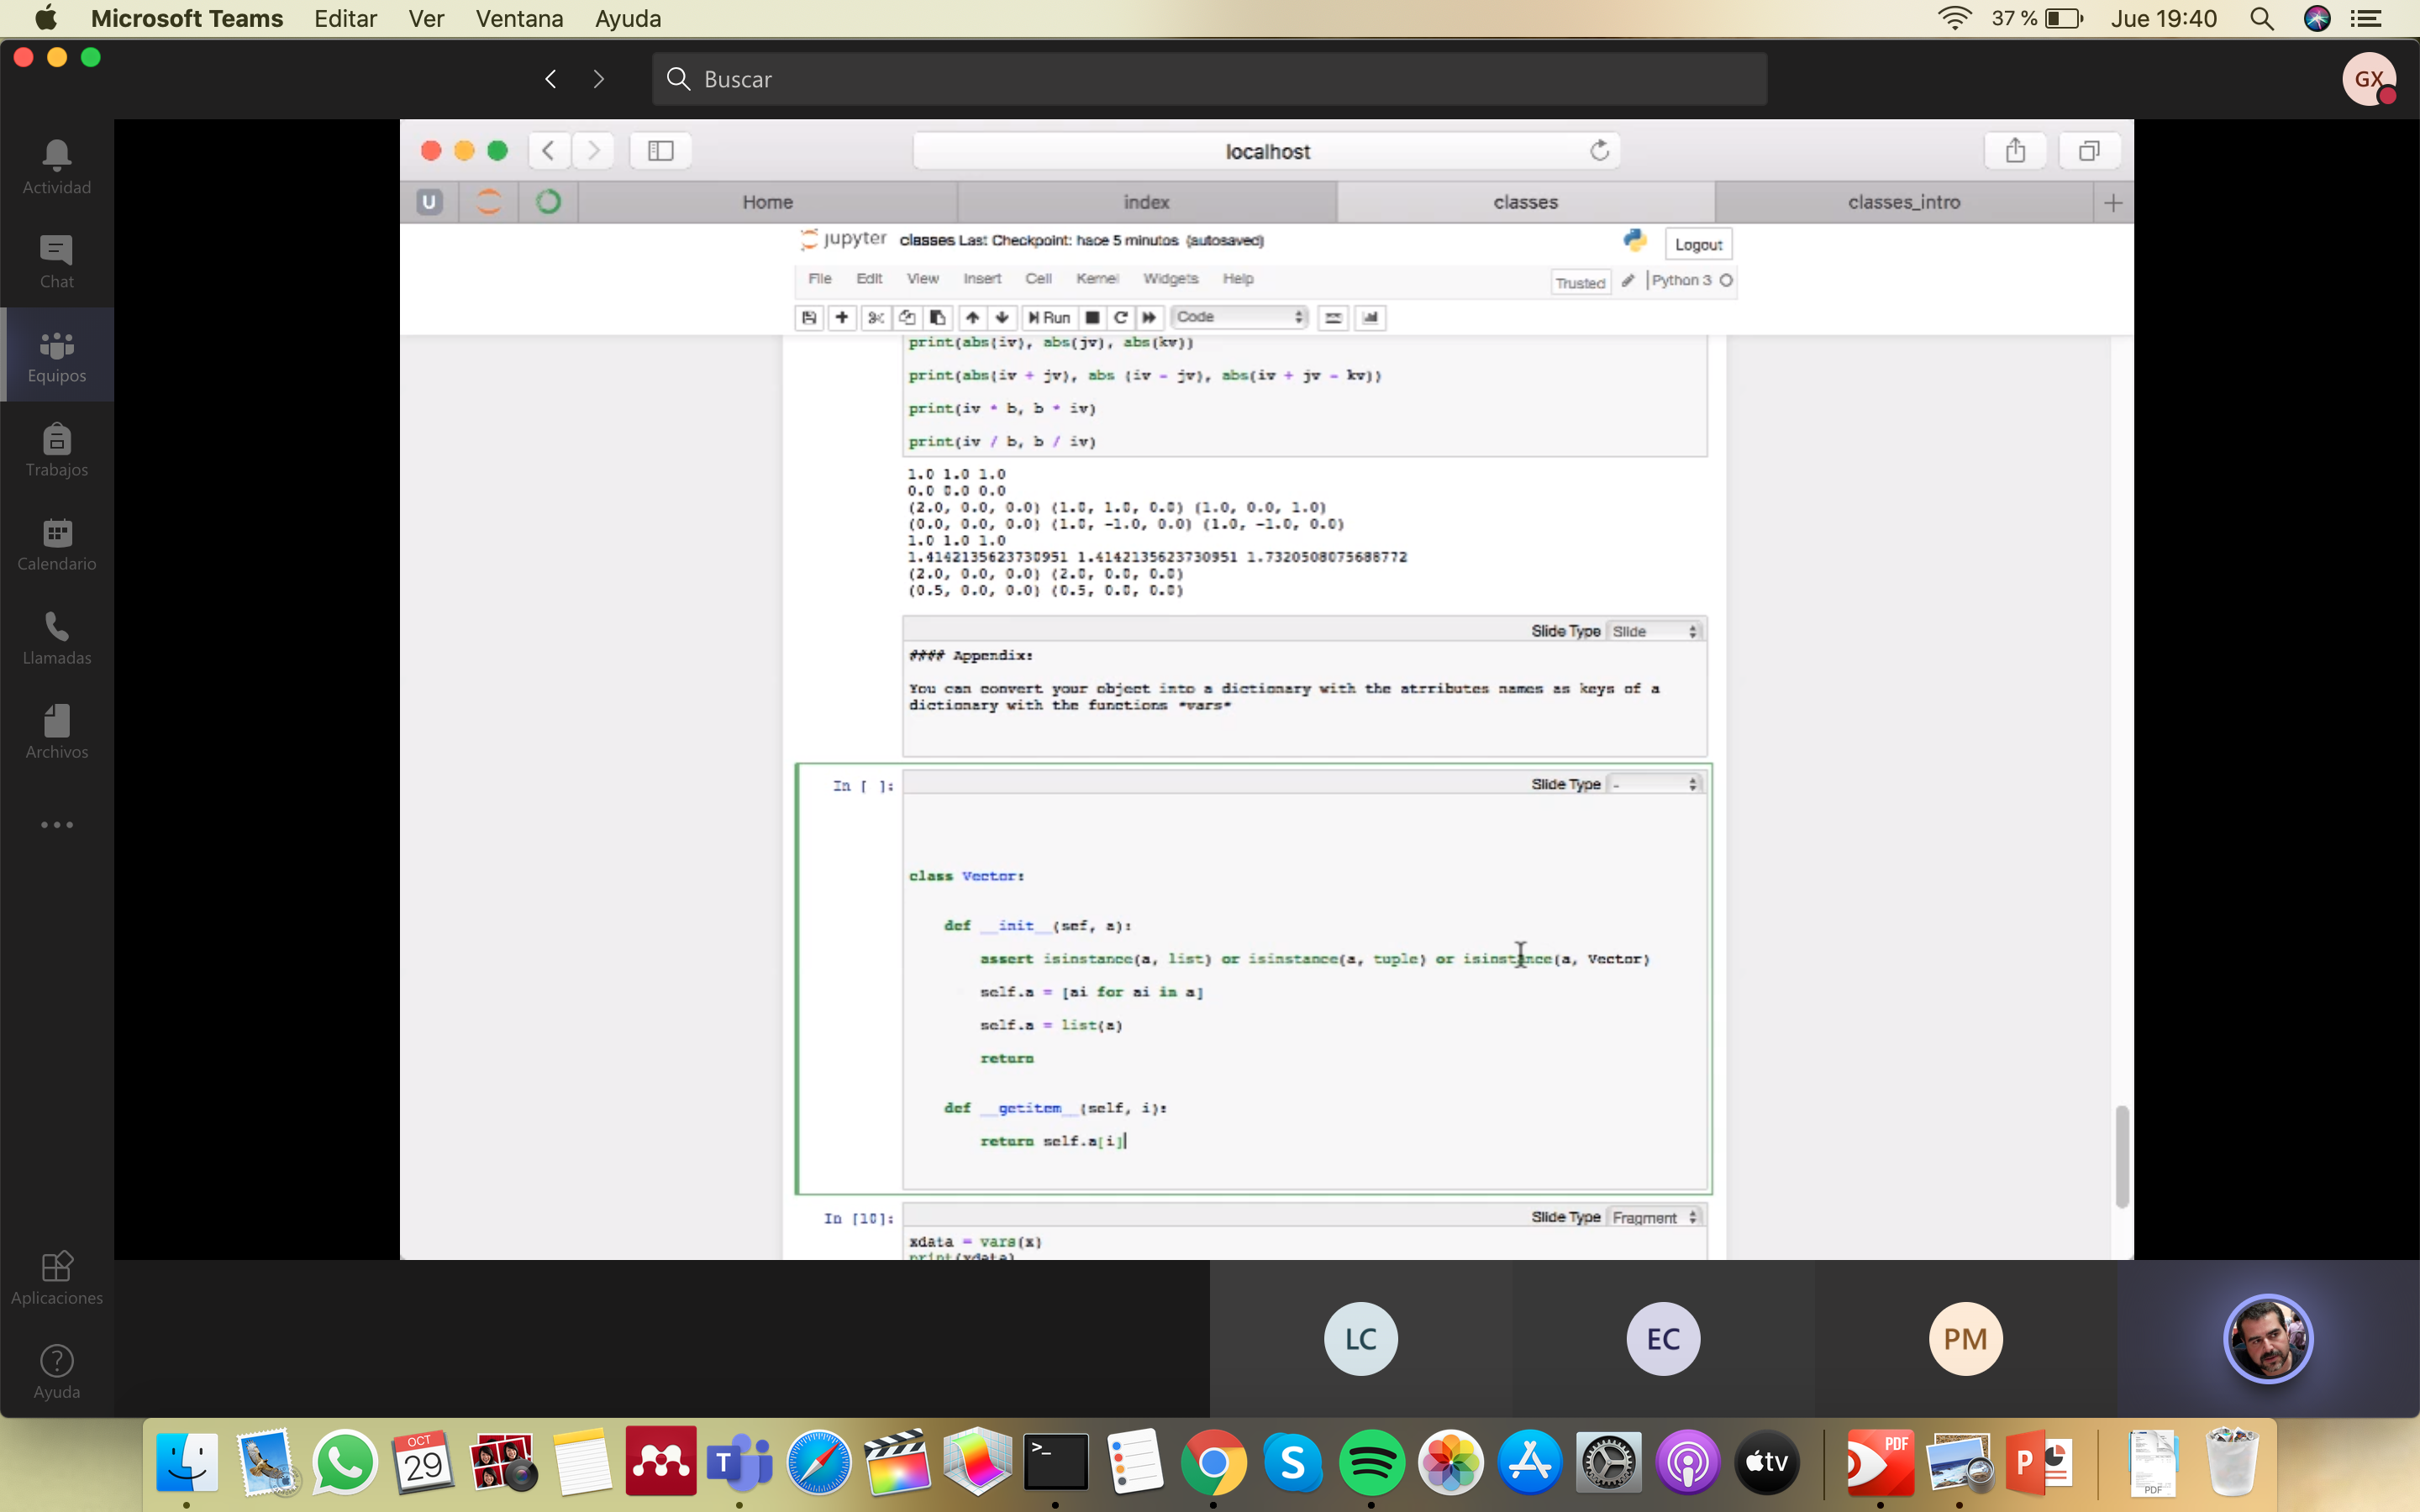 Microsoft Teams Editar Ver Ventana Ayuda 37 % Jue 19:40
Buscar
GX
Actividad
Chat
Equipos
Trabajos
Calendario
Llamadas
Archivos
Aplicaciones
Ayuda
localhost
U Home index classes classes_intro
jupyter classes Last Checkpoint: hace 5 minutos (autosaved)
Logout
File Edit View Insert Cell Kernel Widgets Help
Trusted Python 3
Run Code
print(abs(iv), abs(jv), abs(kv))
print(abs(iv + jv), abs (iv - jv), abs(iv + jv - kv))
print(iv * b, b * iv)
print(iv / b, b / iv)
1.0 1.0 1.0
0.0 0.0 0.0
(2.0, 0.0, 0.0) (1.0, 1.0, 0.0) (1.0, 0.0, 1.0)
(0.0, 0.0, 0.0) (1.0, -1.0, 0.0) (1.0, -1.0, 0.0)
1.0 1.0 1.0
1.4142135623730951 1.4142135623730951 1.7320508075688772
(2.0, 0.0, 0.0) (2.0, 0.0, 0.0)
(0.5, 0.0, 0.0) (0.5, 0.0, 0.0)
Slide Type Slide
#### Appendix:
You can convert your object into a dictionary with the atrributes names as keys of a
dictionary with the functions *vars*
In [ ]:
Slide Type -
class Vector:
def __init__(sef, a):
assert isinstance(a, list) or isinstance(a, tuple) or isinstance(a, Vector)
self.a = [ai for ai in a]
self.a = list(a)
return
def __getitem__(self, i):
return self.a[i]
In [10]:
Slide Type Fragment
xdata = vars(x)
print(xdata)
LC EC PM
OCT
29
T
>_
S
tv
PDF
P
PDF